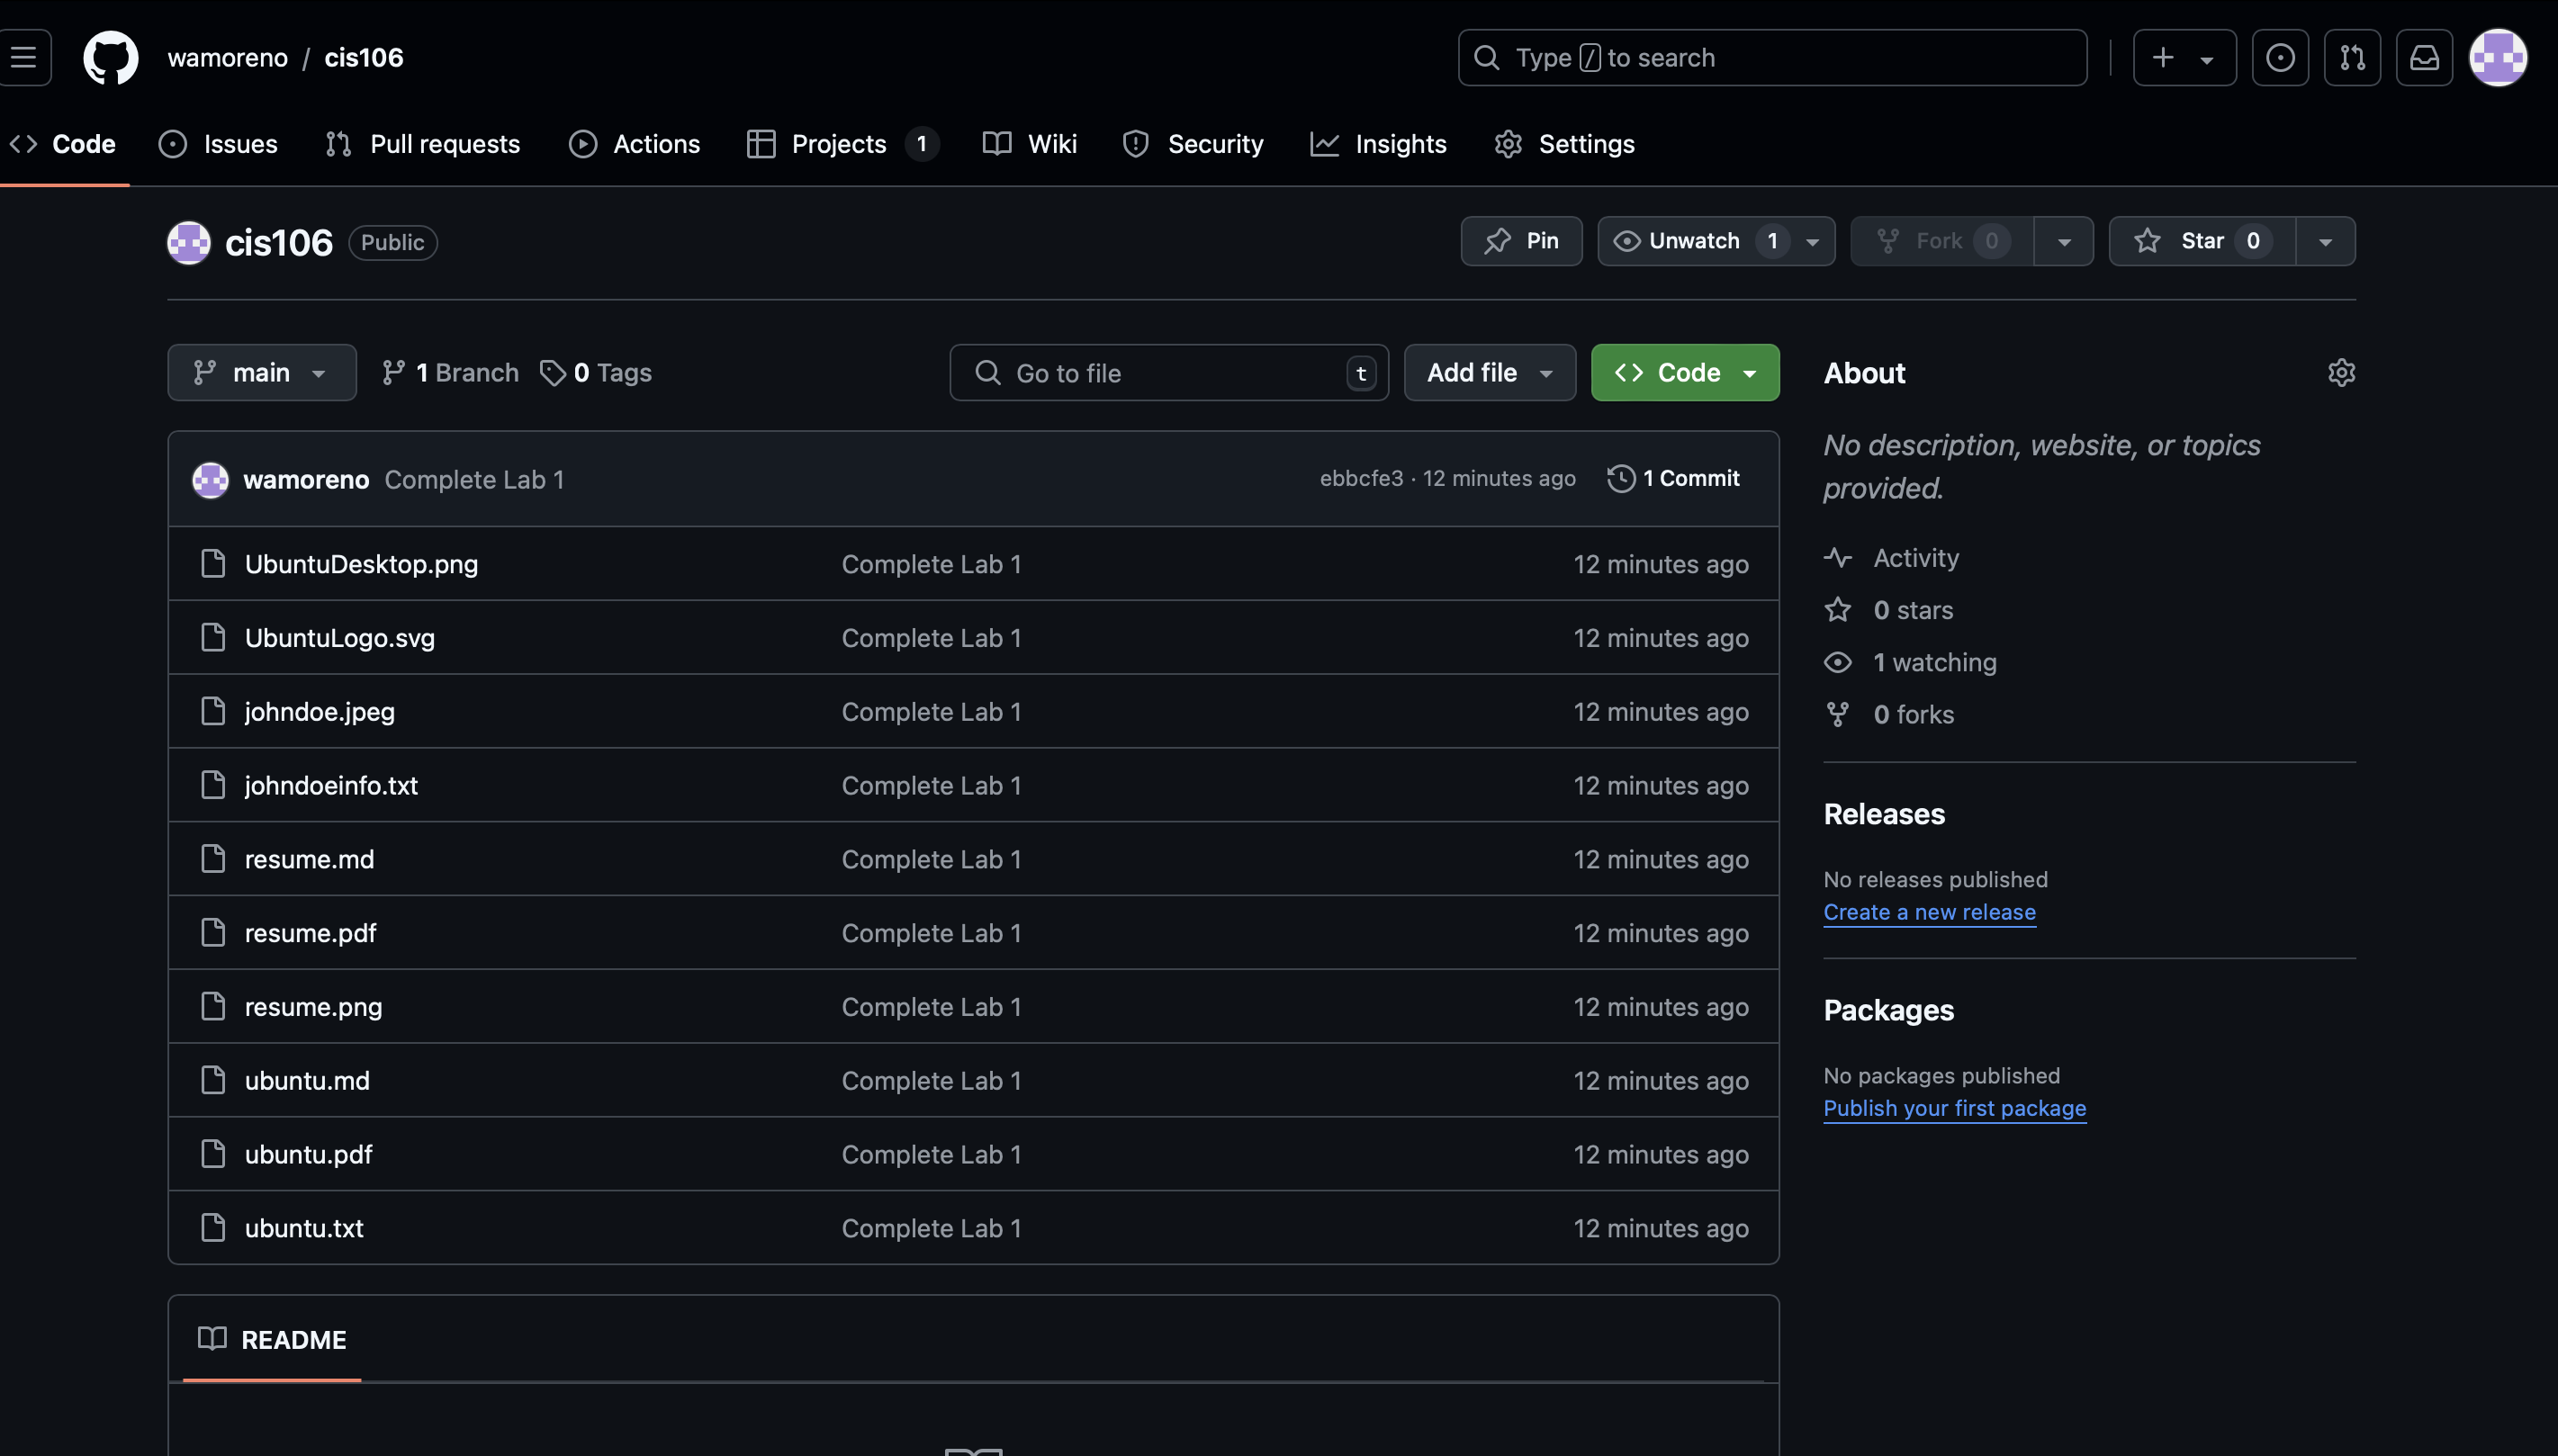 wamoreno / cis106
Type / to search
Code
Issues
Pull requests
Actions
Projects 1
Wiki
Security
Insights
Settings
cis106 Public
Pin
Unwatch 1
Fork 0
Star 0
main
1 Branch
0 Tags
Go to file t
Add file
Code
wamoreno Complete Lab 1
ebbcfe3 · 12 minutes ago
1 Commit
UbuntuDesktop.png Complete Lab 1 12 minutes ago
UbuntuLogo.svg Complete Lab 1 12 minutes ago
johndoe.jpeg Complete Lab 1 12 minutes ago
johndoeinfo.txt Complete Lab 1 12 minutes ago
resume.md Complete Lab 1 12 minutes ago
resume.pdf Complete Lab 1 12 minutes ago
resume.png Complete Lab 1 12 minutes ago
ubuntu.md Complete Lab 1 12 minutes ago
ubuntu.pdf Complete Lab 1 12 minutes ago
ubuntu.txt Complete Lab 1 12 minutes ago
README
About
No description, website, or topics
provided.
Activity
0 stars
1 watching
0 forks
Releases
No releases published
Create a new release
Packages
No packages published
Publish your first package